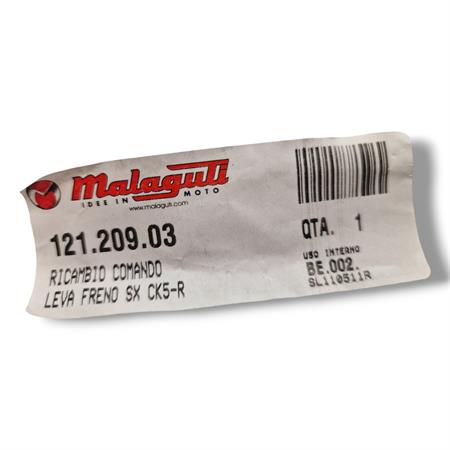 Malaguti
IDEE IN MOTO
www.malaguti.com
121.209.03
RICAMBIO COMANDO
LEVA FRENO SX CK5-R
QTA. 1
USO INTERNO
BE.002.
SL110511R